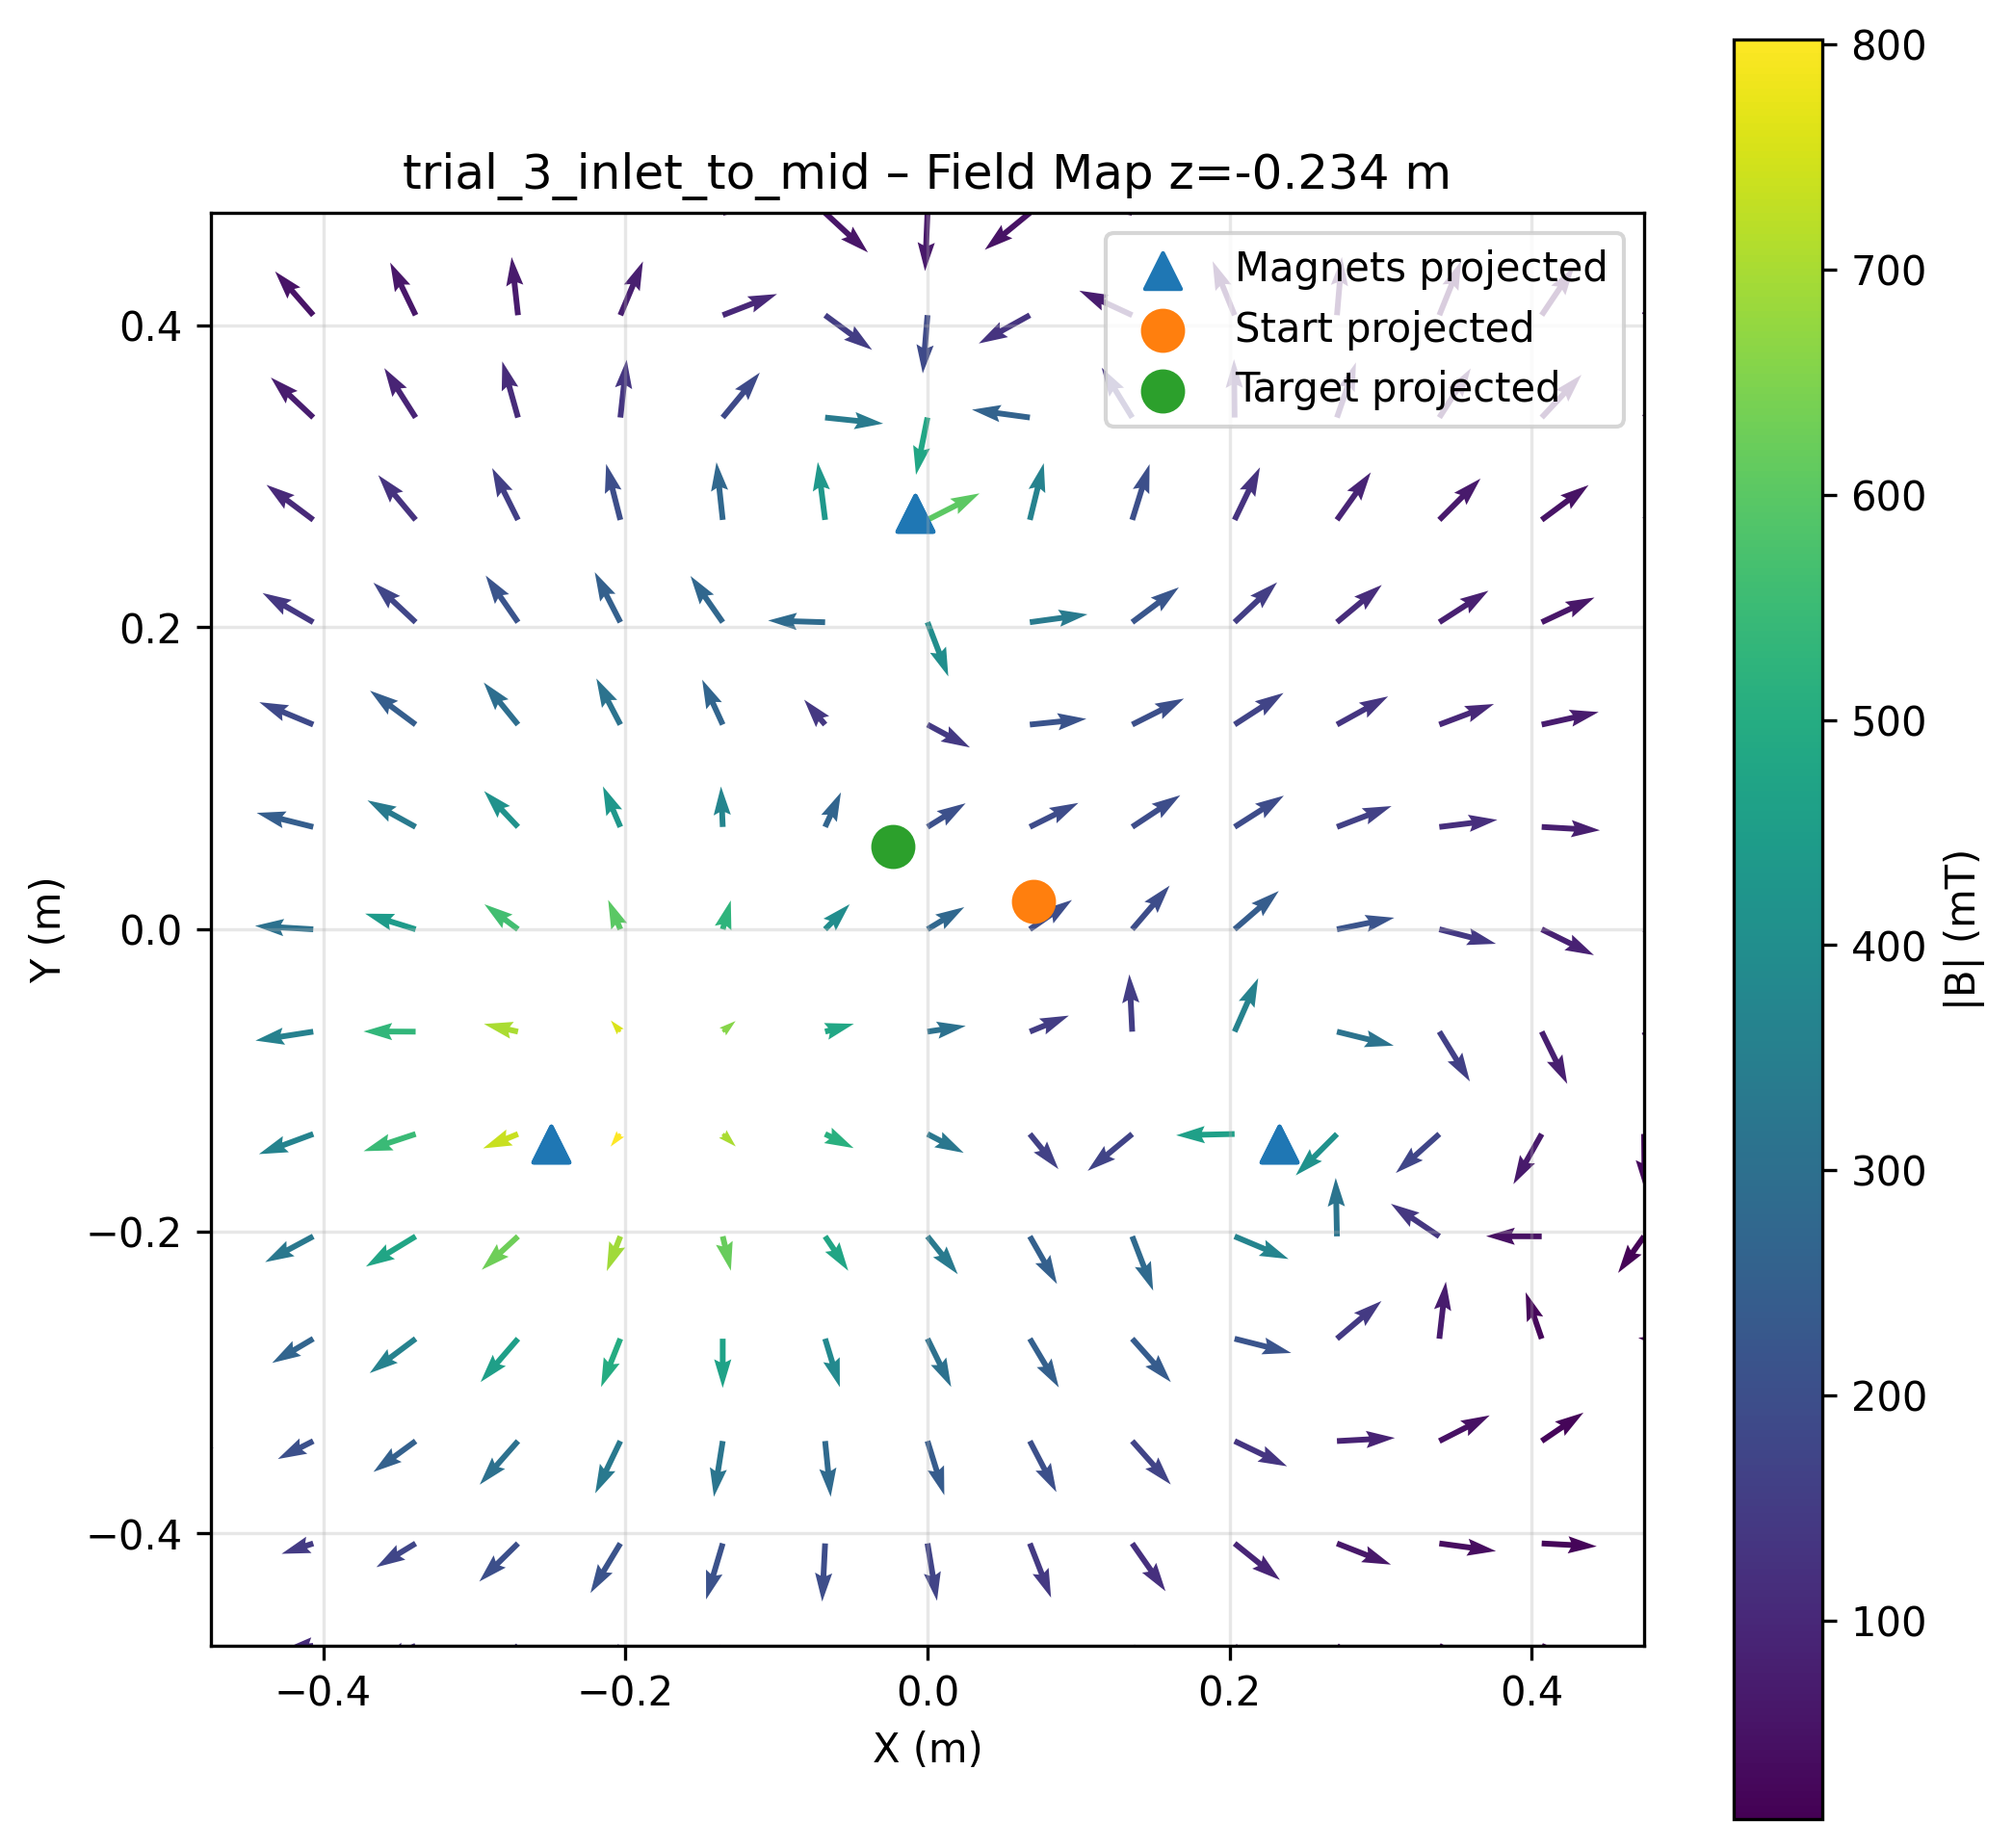 trial_3_inlet_to_mid – Field Map z=-0.234 m
Magnets projected
Start projected
Target projected
0.4
0.2
0.0
−0.2
−0.4
Y (m)
−0.4
−0.2
0.0
0.2
0.4
X (m)
800
700
600
500
400
300
200
100
|B| (mT)